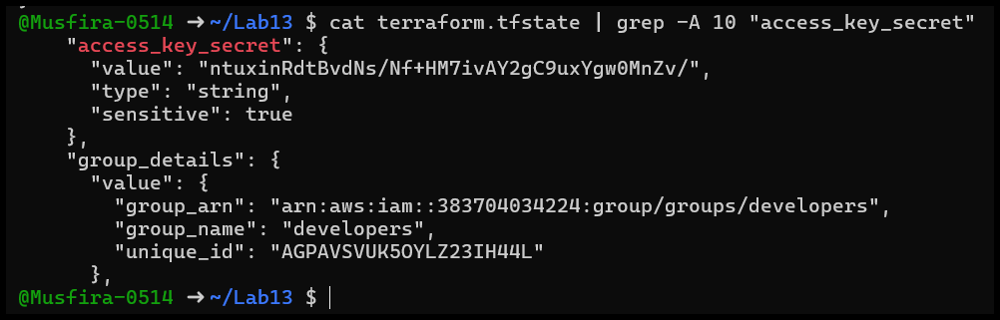 @Musfira-0514 ➜~/Lab13 $ cat terraform.tfstate | grep -A 10 "access_key_secret"
    "access_key_secret": {
      "value": "ntuxinRdtBvdNs/Nf+HM7ivAY2gC9uxYgw0MnZv/",
      "type": "string",
      "sensitive": true
    },
    "group_details": {
      "value": {
        "group_arn": "arn:aws:iam::383704034224:group/groups/developers",
        "group_name": "developers",
        "unique_id": "AGPAVSVUK5OYLZ23IH44L"
      },
@Musfira-0514 ➜~/Lab13 $